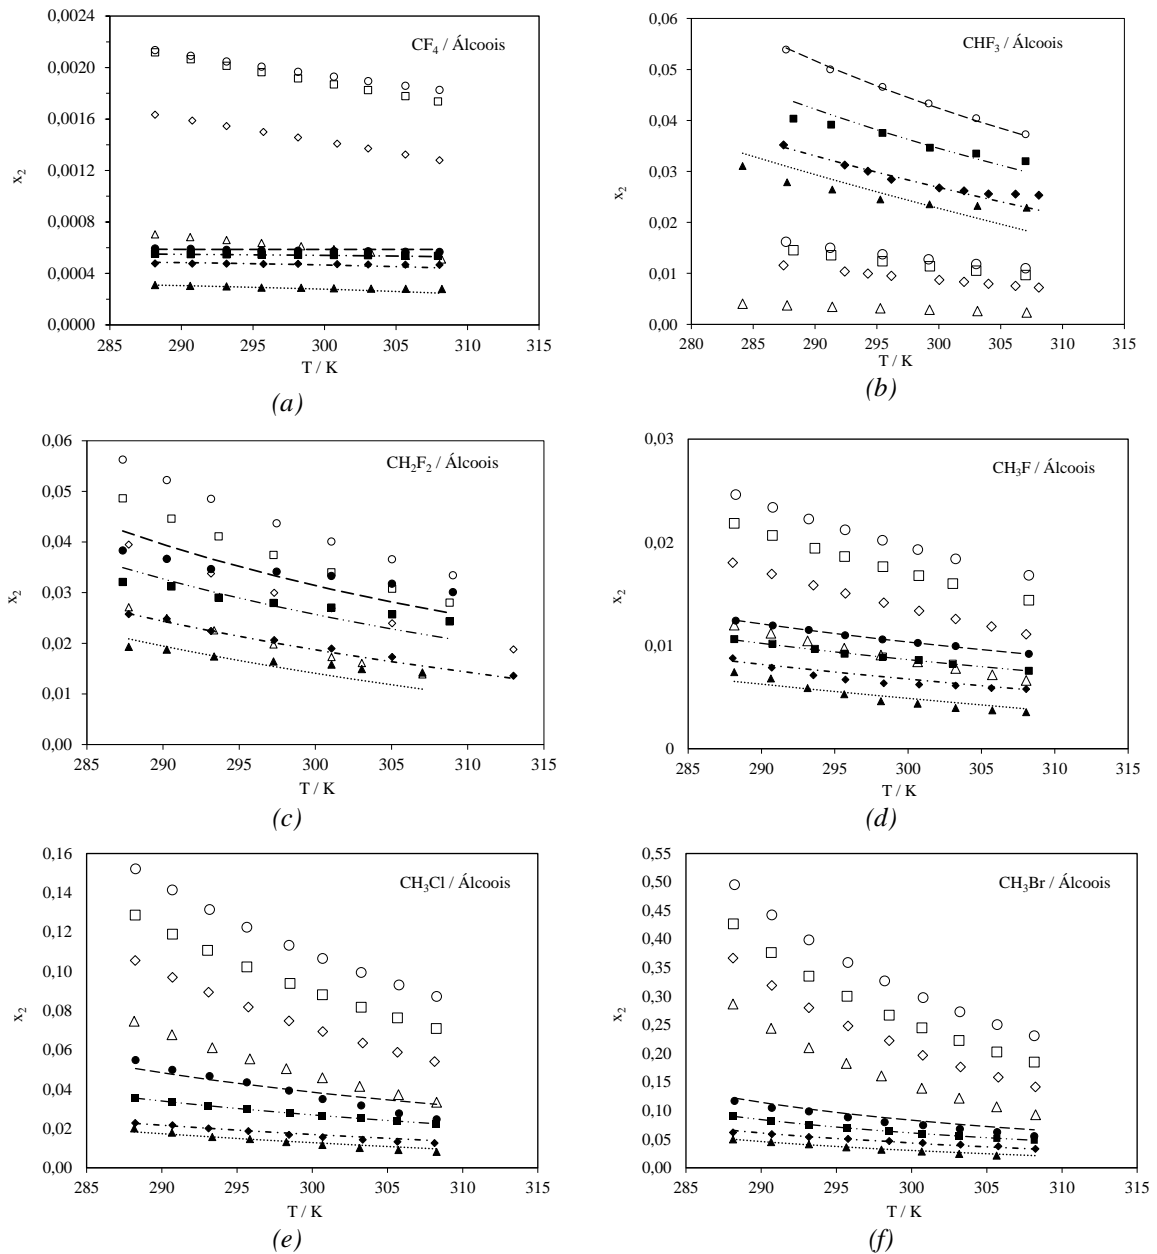 0,0024
0,0020
0,0016
0,0012
0,0008
0,0004
0,0000
x2
CF4 / Álcoois
285 290 295 300 305 310 315
T / K
(a)
0,06
0,05
0,04
0,03
0,02
0,01
0,00
x2
CHF3 / Álcoois
280 285 290 295 300 305 310 315
T / K
(b)
0,06
0,05
0,04
0,03
0,02
0,01
0,00
x2
CH2F2 / Álcoois
285 290 295 300 305 310 315
T / K
(c)
0,03
0,02
0,01
0
x2
CH3F / Álcoois
285 290 295 300 305 310 315
T / K
(d)
0,16
0,14
0,12
0,10
0,08
0,06
0,04
0,02
0,00
x2
CH3Cl / Álcoois
285 290 295 300 305 310 315
T / K
(e)
0,55
0,50
0,45
0,40
0,35
0,30
0,25
0,20
0,15
0,10
0,05
0,00
x2
CH3Br / Álcoois
285 290 295 300 305 310 315
T / K
(f)